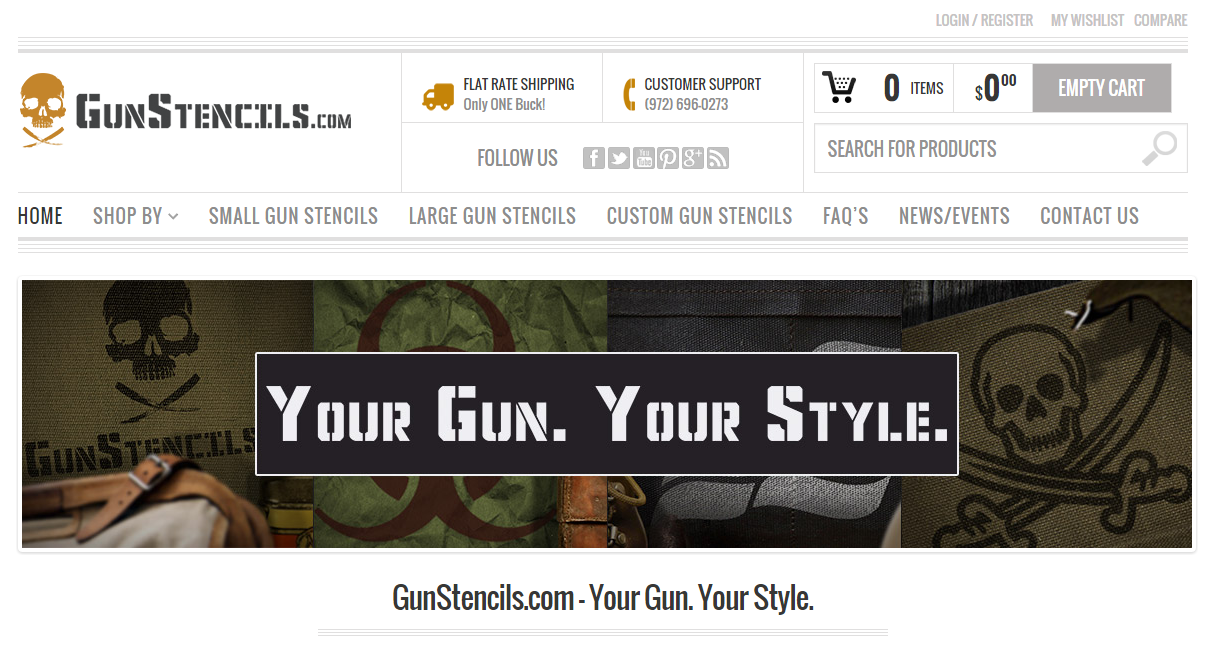 LOGIN / REGISTER MY WISHLIST COMPARE
GunStencils.com
FLAT RATE SHIPPING
Only ONE Buck!
CUSTOMER SUPPORT
(972) 696-0273
FOLLOW US
f You Tube g+
0 ITEMS
$0.00
EMPTY CART
SEARCH FOR PRODUCTS
HOME SHOP BY SMALL GUN STENCILS LARGE GUN STENCILS CUSTOM GUN STENCILS FAQ'S NEWS/EVENTS CONTACT US
GunStencils
Your Gun. Your Style.
GunStencils.com - Your Gun. Your Style.